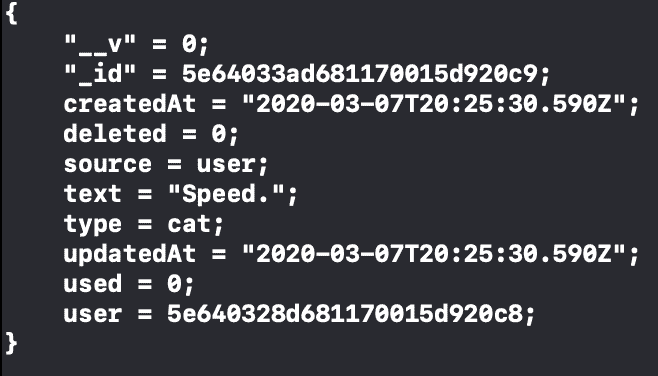 {
    "__v" = 0;
    "_id" = 5e64033ad681170015d920c9;
    createdAt = "2020-03-07T20:25:30.590Z";
    deleted = 0;
    source = user;
    text = "Speed.";
    type = cat;
    updatedAt = "2020-03-07T20:25:30.590Z";
    used = 0;
    user = 5e640328d681170015d920c8;
}